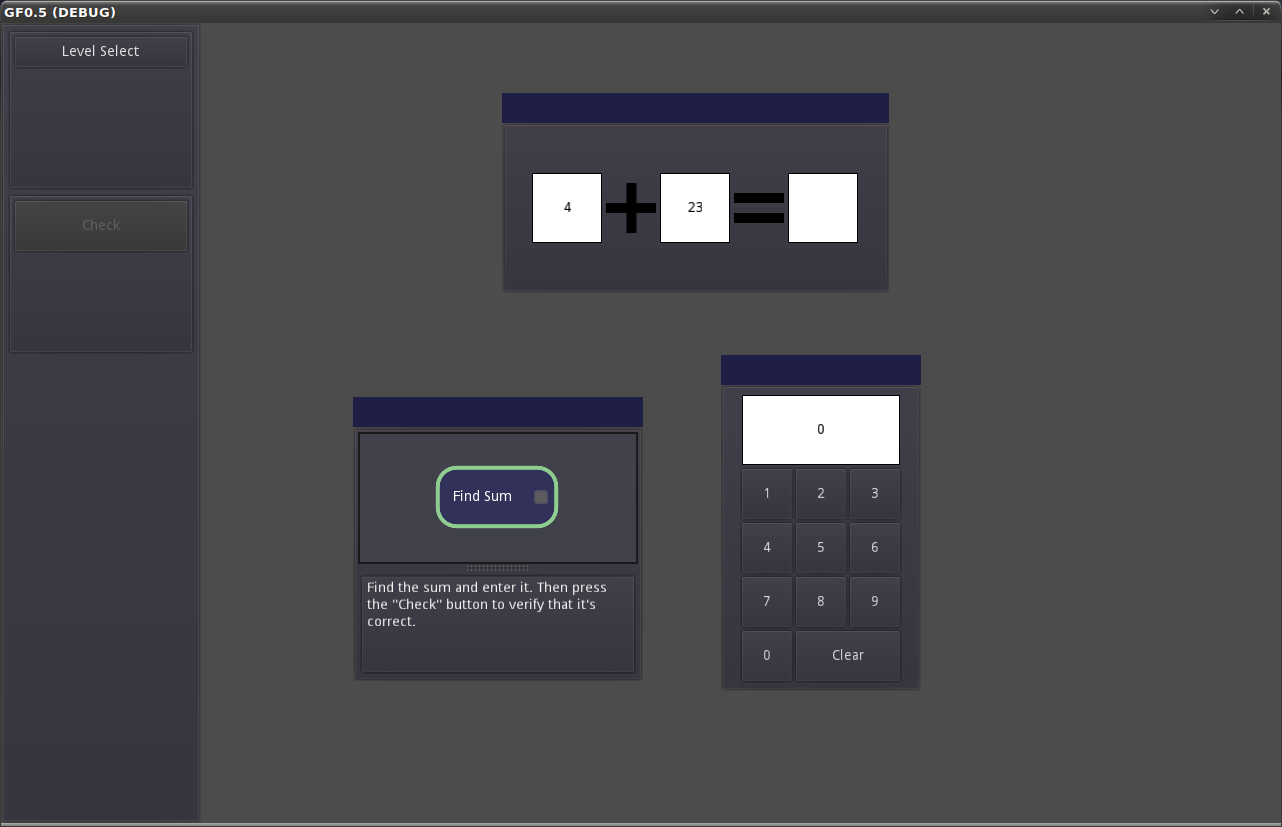 GF0.5 (DEBUG)
Level Select
Check
4 + 23 =
Find Sum
Find the sum and enter it. Then press
the "Check" button to verify that it's
correct.
0
1 2 3
4 5 6
7 8 9
0 Clear